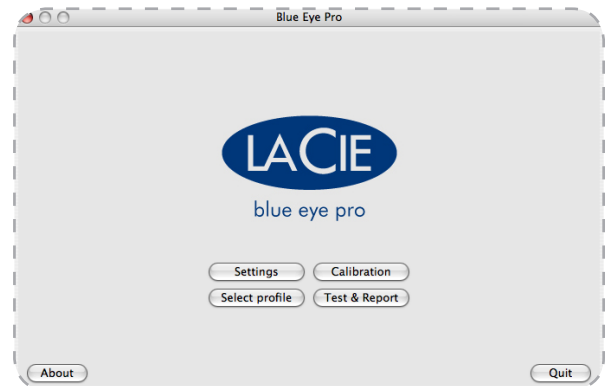 Blue Eye Pro
LACIE
blue eye pro
Settings Calibration
Select profile Test & Report
About Quit